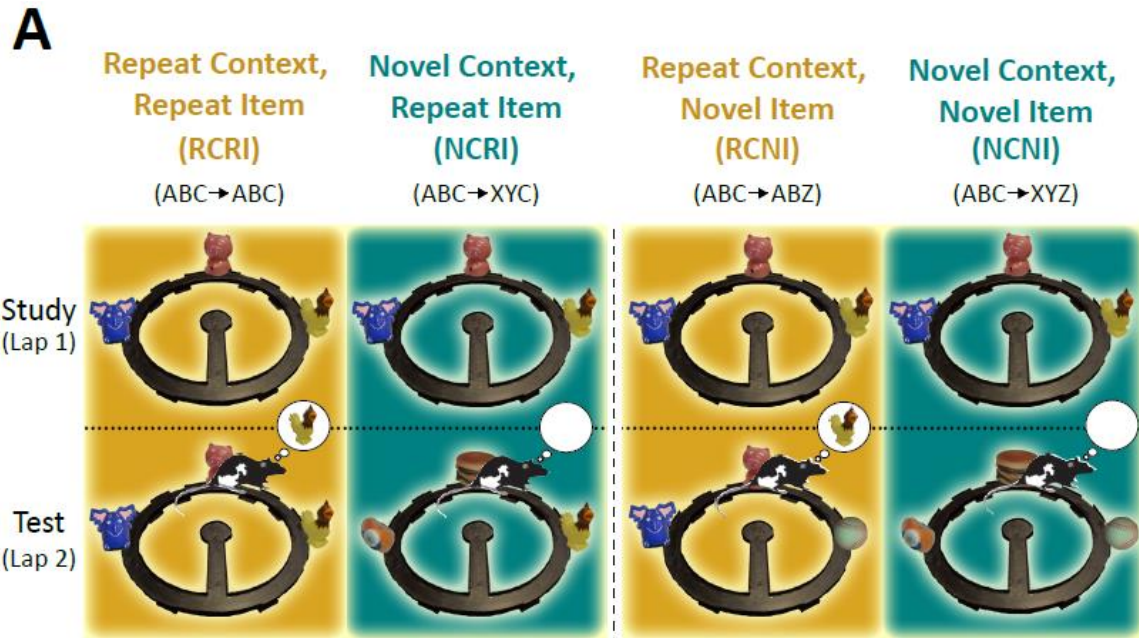 A
Repeat Context,
Repeat Item
(RCRI)
(ABC→ABC)
Novel Context,
Repeat Item
(NCRI)
(ABC→XYC)
Repeat Context,
Novel Item
(RCNI)
(ABC→ABZ)
Novel Context,
Novel Item
(NCNI)
(ABC→XYZ)
Study
(Lap 1)
Test
(Lap 2)